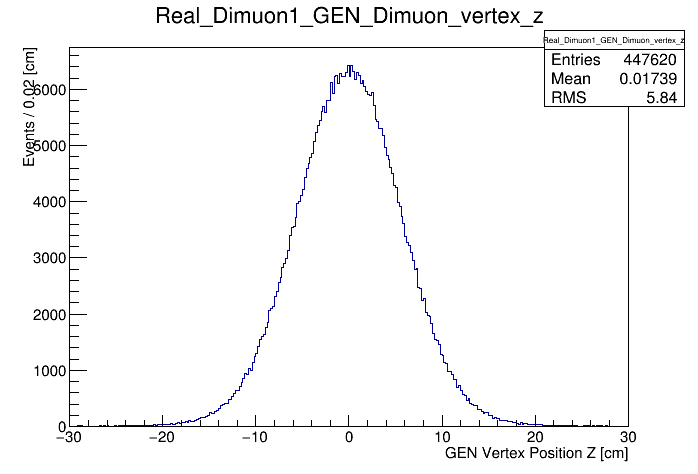 Real_Dimuon1_GEN_Dimuon_vertex_z
Real_Dimuon1_GEN_Dimuon_vertex_z
Entries 447620
Mean 0.01739
RMS 5.84
Events / 0.02 [cm]
6000
5000
4000
3000
2000
1000
0
−30 −20 −10 0 10 20 30
GEN Vertex Position Z [cm]